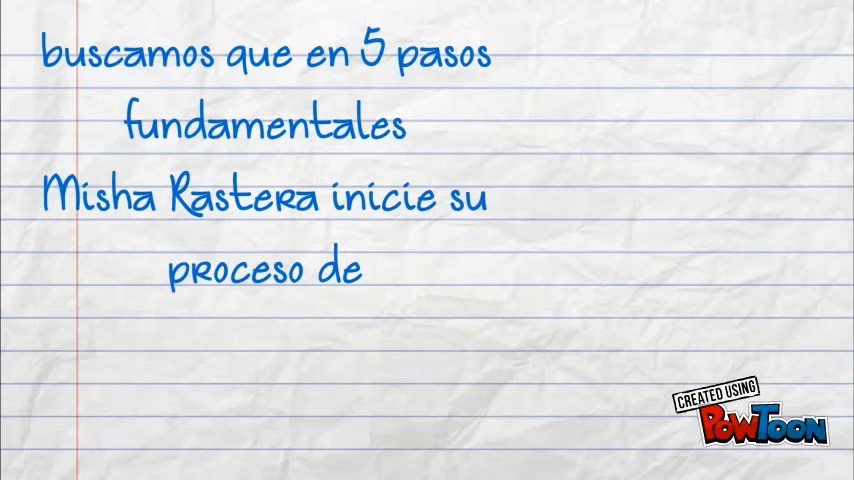 buscamos que en 5 pasos
fundamentales
Misha Rastera inicie su
proceso de
CREATED USING
POWTOON